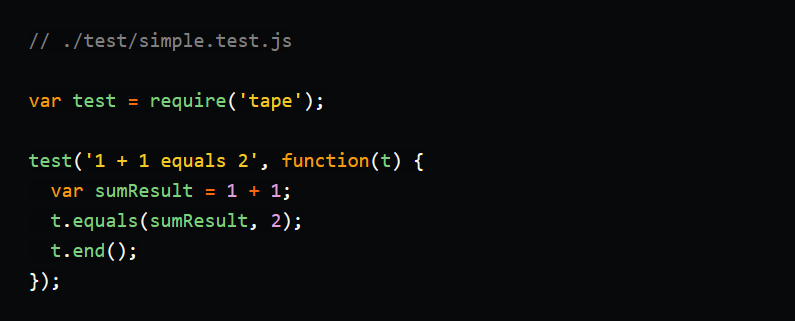 // ./test/simple.test.js
var test = require('tape');
test('1 + 1 equals 2', function(t) {
  var sumResult = 1 + 1;
  t.equals(sumResult, 2);
  t.end();
});